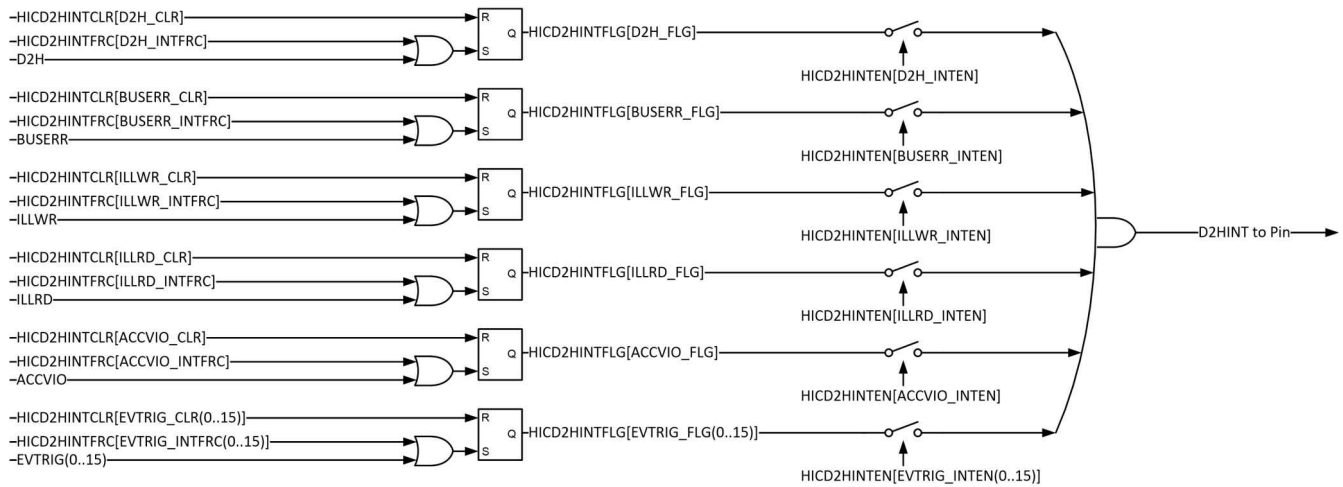 HICD2HINTCLR[D2H_CLR]
R
HICD2HINTFRC[D2H_INTFRC]
Q
HICD2HINTFLG[D2H_FLG]
D2H
S
HICD2HINTEN[D2H_INTEN]
HICD2HINTCLR[BUSERR_CLR]
R
HICD2HINTFRC[BUSERR_INTFRC]
Q
HICD2HINTFLG[BUSERR_FLG]
BUSERR
S
HICD2HINTEN[BUSERR_INTEN]
HICD2HINTCLR[ILLWR_CLR]
R
HICD2HINTFRC[ILLWR_INTFRC]
Q
HICD2HINTFLG[ILLWR_FLG]
ILLWR
S
HICD2HINTEN[ILLWR_INTEN]
D2HINT to Pin
HICD2HINTCLR[ILLRD_CLR]
R
HICD2HINTFRC[ILLRD_INTFRC]
Q
HICD2HINTFLG[ILLRD_FLG]
ILLRD
S
HICD2HINTEN[ILLRD_INTEN]
HICD2HINTCLR[ACCVIO_CLR]
R
HICD2HINTFRC[ACCVIO_INTFRC]
Q
HICD2HINTFLG[ACCVIO_FLG]
ACCVIO
S
HICD2HINTEN[ACCVIO_INTEN]
HICD2HINTCLR[EVTRIG_CLR(0..15)]
R
HICD2HINTFRC[EVTRIG_INTFRC(0..15)]
Q
HICD2HINTFLG[EVTRIG_FLG(0..15)]
EVTRIG(0..15)
S
HICD2HINTEN[EVTRIG_INTEN(0..15)]